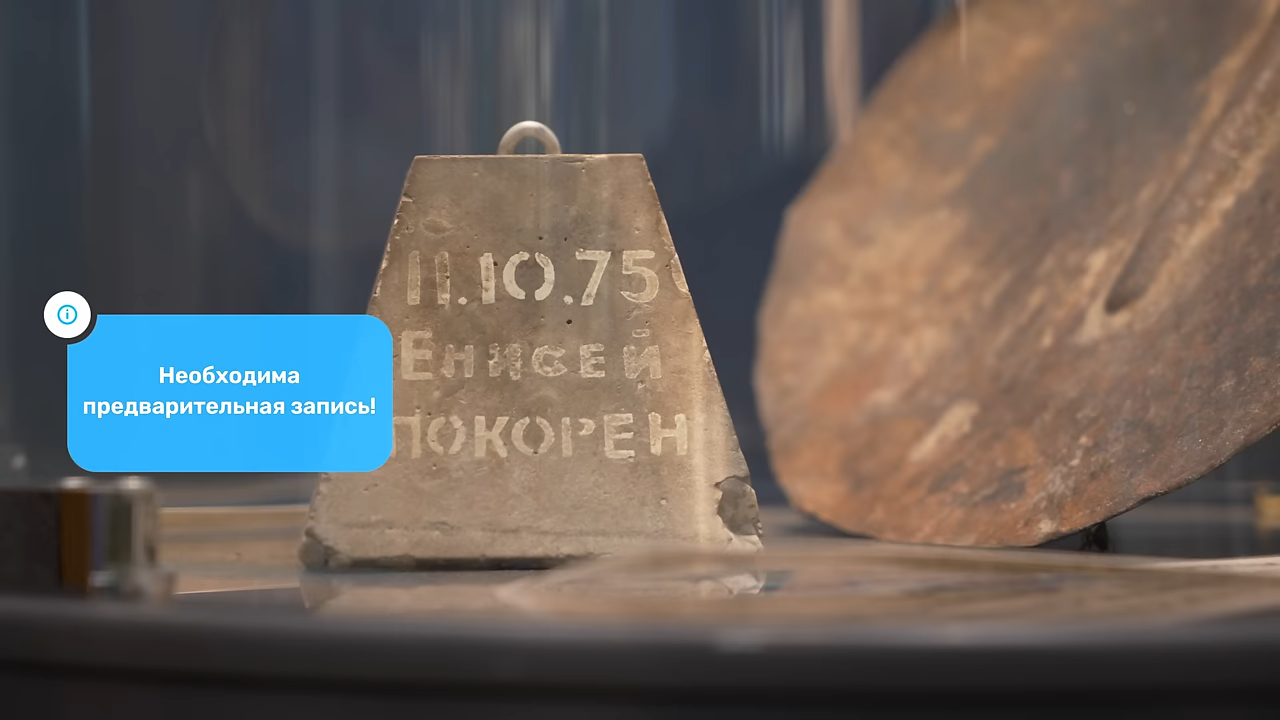 11.10.75
Енисей
ПОКОРЕН
Необходима
предварительная запись!